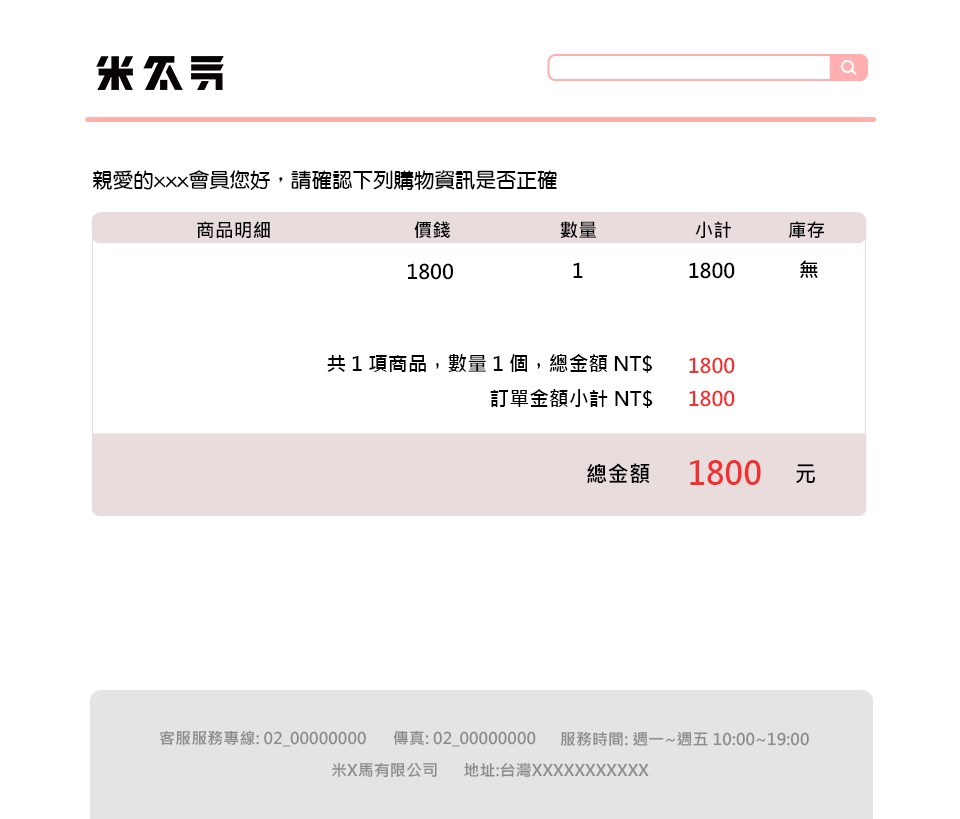 親愛的xxx會員您好，請確認下列購物資訊是否正確
商品明細 價錢 數量 小計 庫存
1800 1 1800 無
共 1 項商品，數量 1 個，總金額 NT$ 1800
訂單金額小計 NT$ 1800
總金額 1800 元
客服服務專線: 02_00000000 傳真: 02_00000000 服務時間: 週一~週五 10:00~19:00
米X馬有限公司 地址:台灣XXXXXXXXXXX